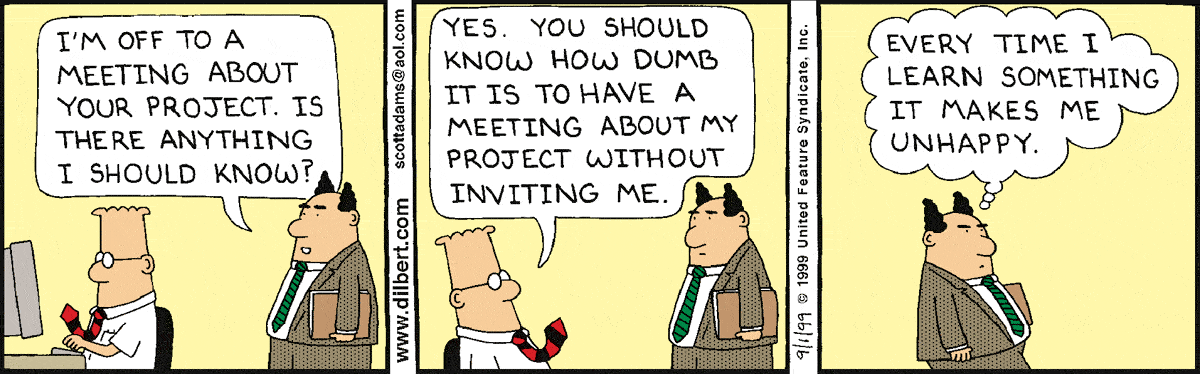 I'M OFF TO A
MEETING ABOUT
YOUR PROJECT. IS
THERE ANYTHING
I SHOULD KNOW?
www.dilbert.com
scottadams@aol.com
YES. YOU SHOULD
KNOW HOW DUMB
IT IS TO HAVE A
MEETING ABOUT MY
PROJECT WITHOUT
INVITING ME.
9/1/99 © 1999 United Feature Syndicate, Inc.
EVERY TIME I
LEARN SOMETHING
IT MAKES ME
UNHAPPY.